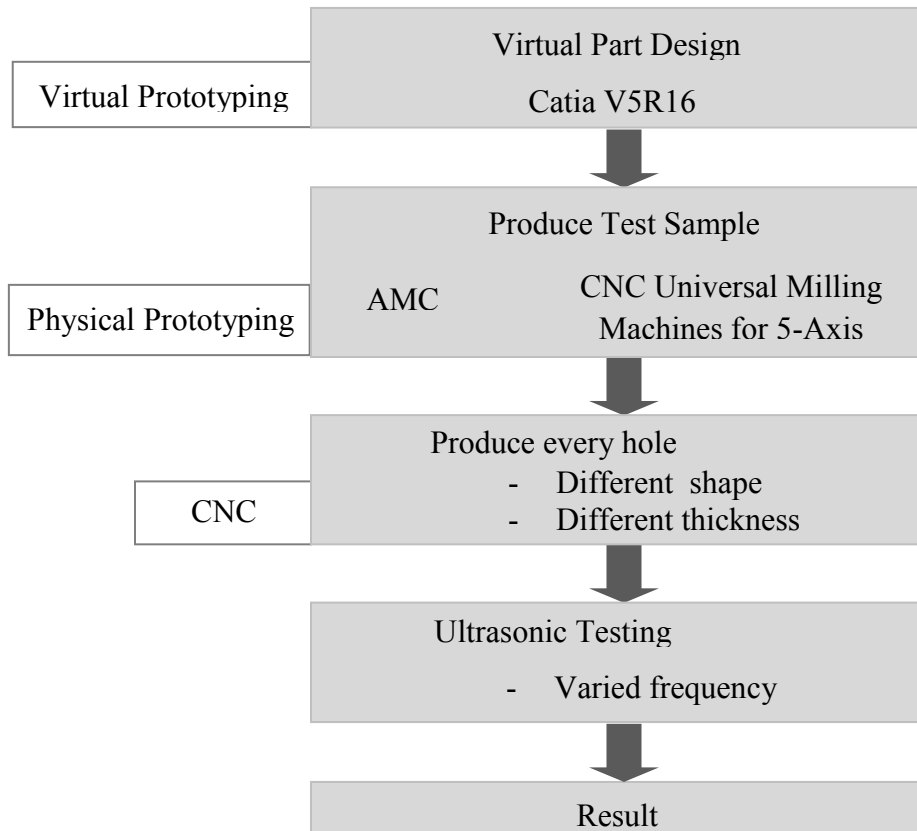 Virtual Part Design
Virtual Prototyping
Catia V5R16
Produce Test Sample
Physical Prototyping
AMC
CNC Universal Milling
Machines for 5-Axis
Produce every hole
CNC
- Different shape
- Different thickness
Ultrasonic Testing
- Varied frequency
Result